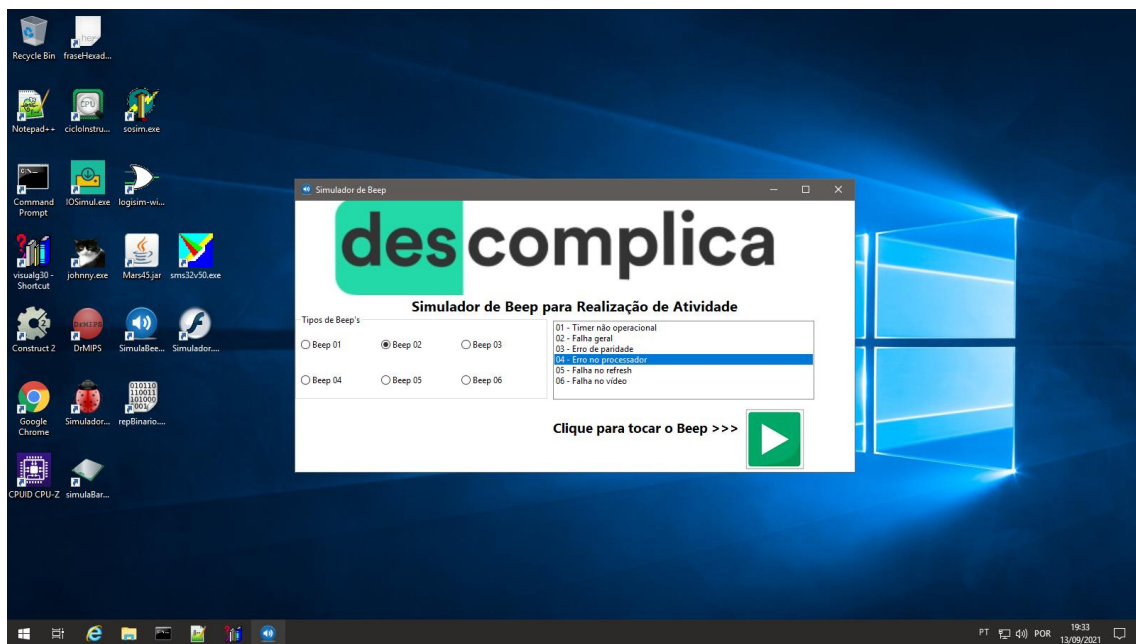 Recycle Bin
fraseHexad...
Notepad++
cicloInstru...
sosim.exe
Command
Prompt
IOSimul.exe
logisim-wi...
visualg30 -
Shortcut
johnny.exe
Mars45.jar
sms32v50.exe
Construct 2
DrMIPS
SimulaBee...
Simulador....
Google
Chrome
Simulador...
repBinario....
CPUID CPU-Z
simulaBar...
Simulador de Beep
descomplica
Simulador de Beep para Realização de Atividade
Tipos de Beep's
Beep 01 Beep 02 Beep 03
Beep 04 Beep 05 Beep 06
01 - Timer não operacional
02 - Falha geral
03 - Erro de paridade
04 - Erro no processador
05 - Falha no refresh
06 - Falha no vídeo
Clique para tocar o Beep >>>
PT POR 19:33
13/09/2021